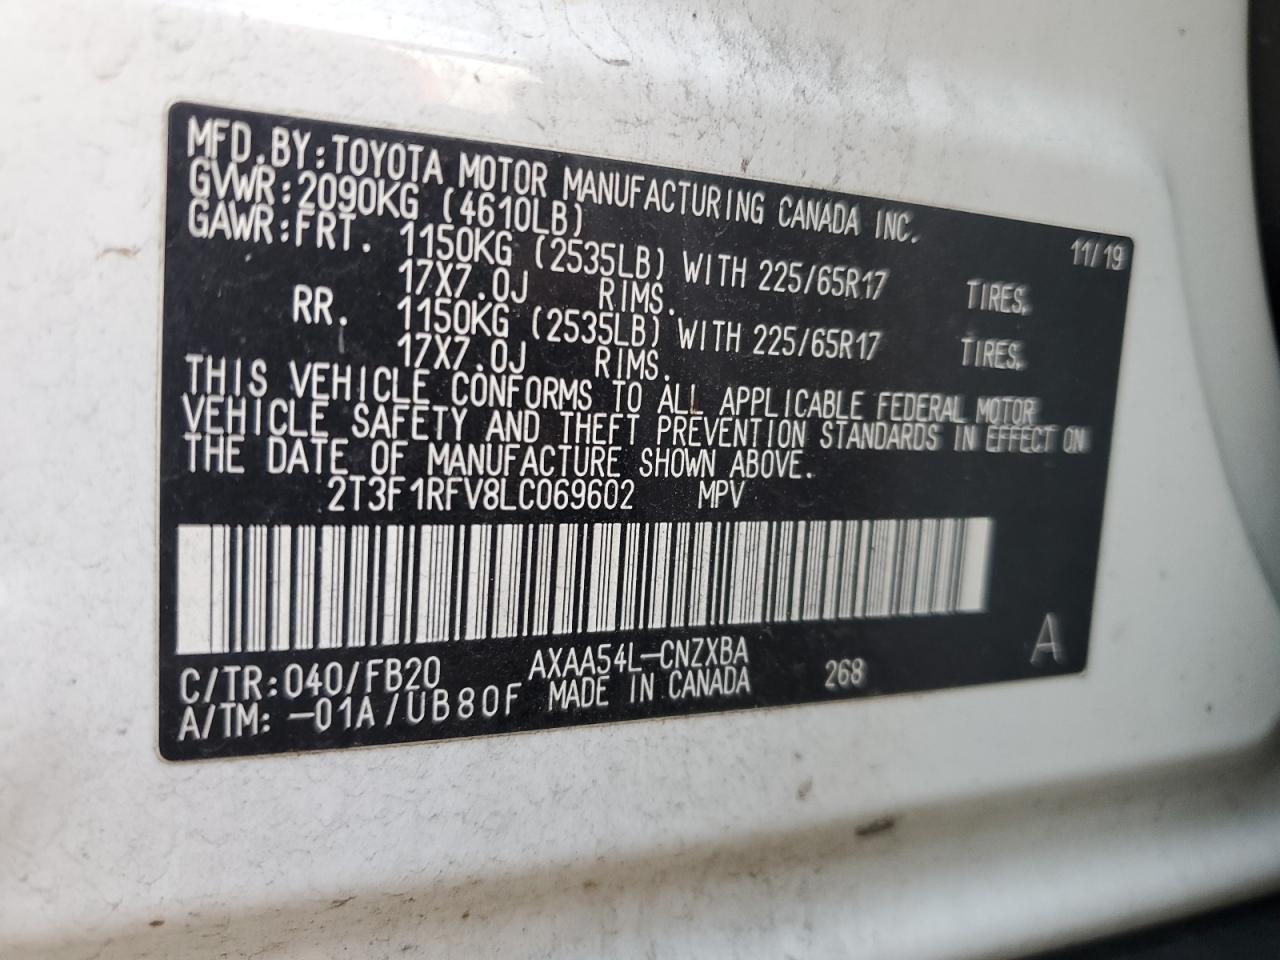 MFD.BY:TOYOTA MOTOR MANUFACTURING CANADA INC.
GVWR:2090KG (4610LB) 11/19
GAWR:FRT. 1150KG (2535LB) WITH 225/65R17 TIRES,
17X7.0J RIMS.
RR. 1150KG (2535LB) WITH 225/65R17 TIRES,
17X7.0J RIMS.
THIS VEHICLE CONFORMS TO ALL APPLICABLE FEDERAL MOTOR
VEHICLE SAFETY AND THEFT PREVENTION STANDARDS IN EFFECT ON
THE DATE OF MANUFACTURE SHOWN ABOVE.
2T3F1RFV8LC069602 MPV
C/TR:040/FB20 AXAA54L-CNZXBA 268 A
A/TM:-01A/UB80F MADE IN CANADA